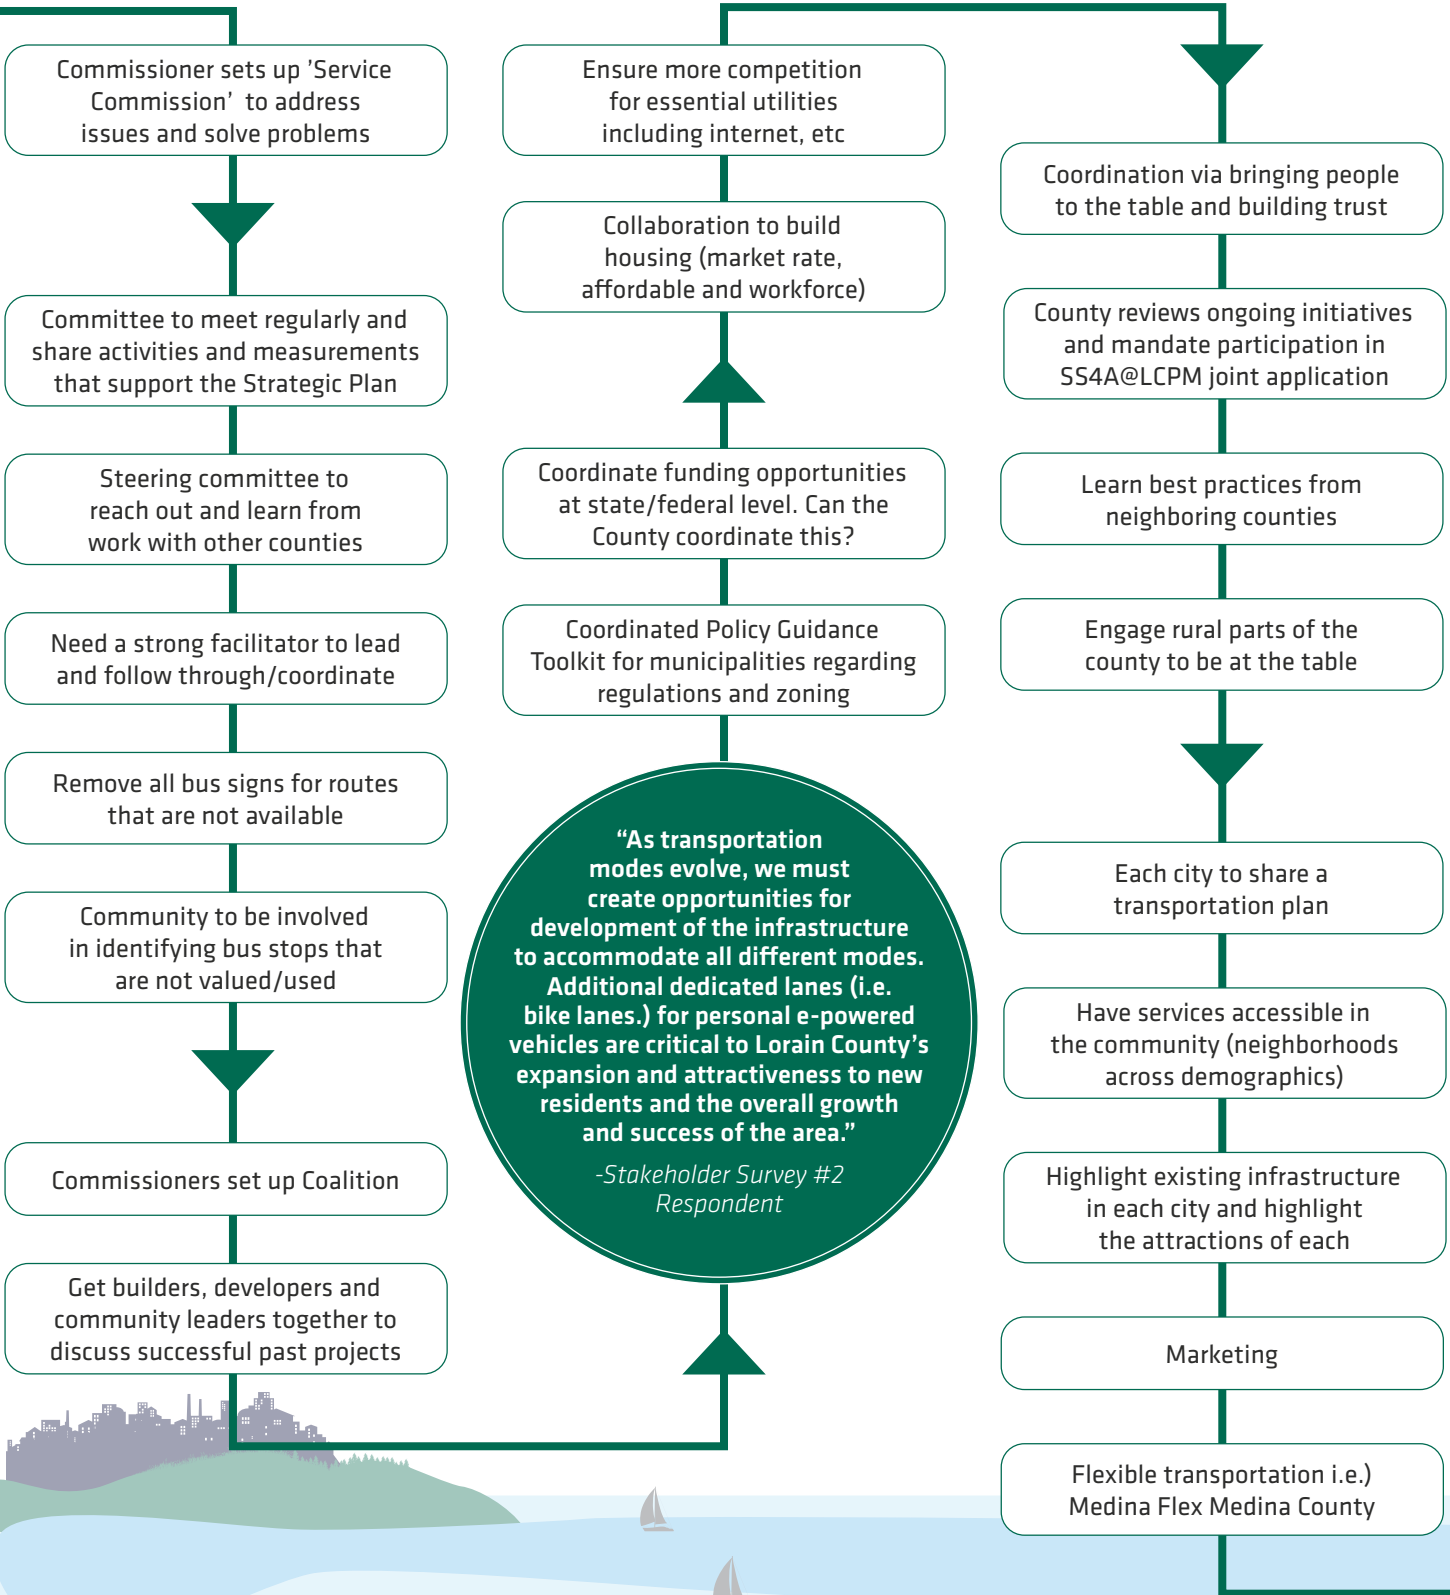 Commissioner sets up ’Service
Commission’ to address
issues and solve problems
Committee to meet regularly and
share activities and measurements
that support the Strategic Plan
Steering committee to
reach out and learn from
work with other counties
Need a strong facilitator to lead
and follow through/coordinate
Remove all bus signs for routes
that are not available
Community to be involved
in identifying bus stops that
are not valued/used
Commissioners set up Coalition
Get builders, developers and
community leaders together to
discuss successful past projects
“As transportation
modes evolve, we must
create opportunities for
development of the infrastructure
to accommodate all different modes.
Additional dedicated lanes (i.e.
bike lanes.) for personal e-powered
vehicles are critical to Lorain County’s
expansion and attractiveness to new
residents and the overall growth
and success of the area.”
-Stakeholder Survey #2
Respondent
Coordinated Policy Guidance
Toolkit for municipalities regarding
regulations and zoning
Coordinate funding opportunities
at state/federal level. Can the
County coordinate this?
Collaboration to build
housing (market rate,
affordable and workforce)
Ensure more competition
for essential utilities
including internet, etc
Coordination via bringing people
to the table and building trust
County reviews ongoing initiatives
and mandate participation in
SS4A@LCPM joint application
Learn best practices from
neighboring counties
Engage rural parts of the
county to be at the table
Each city to share a
transportation plan
Have services accessible in
the community (neighborhoods
across demographics)
Highlight existing infrastructure
in each city and highlight
the attractions of each
Marketing
Flexible transportation i.e.)
Medina Flex Medina County